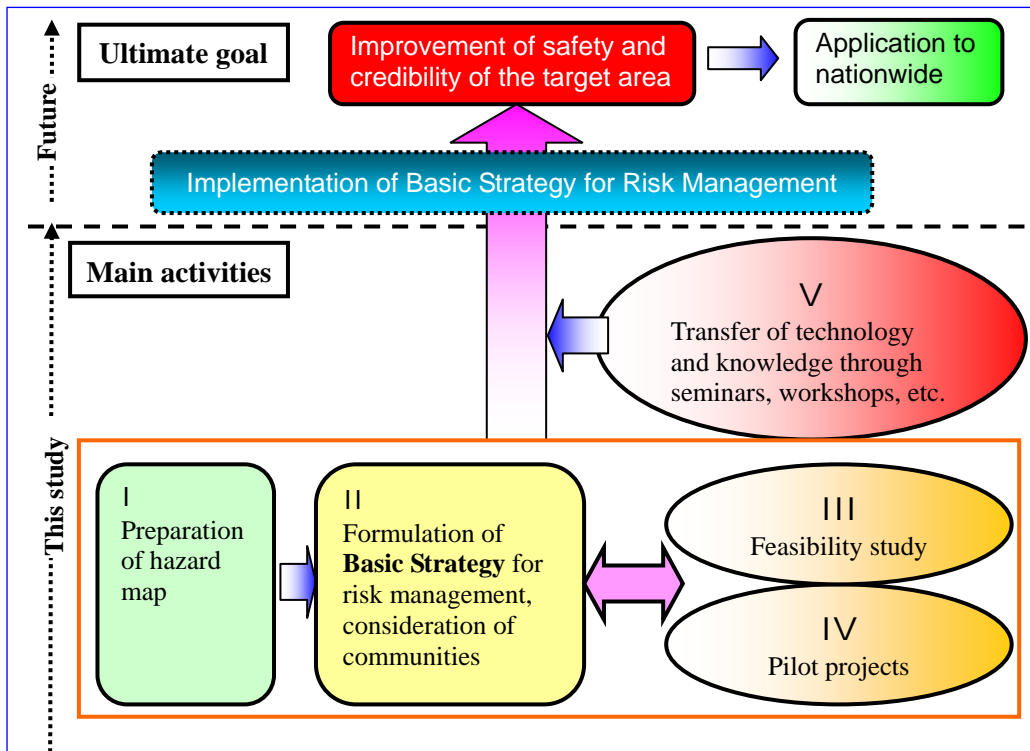 Future
Ultimate goal
Improvement of safety and
credibility of the target area
Application to
nationwide
Implementation of Basic Strategy for Risk Management
This study
Main activities
Ⅴ
Transfer of technology
and knowledge through
seminars, workshops, etc.
Ⅰ
Preparation
of hazard
map
Ⅱ
Formulation of
Basic Strategy for
risk management,
consideration of
communities
Ⅲ
Feasibility study
Ⅳ
Pilot projects